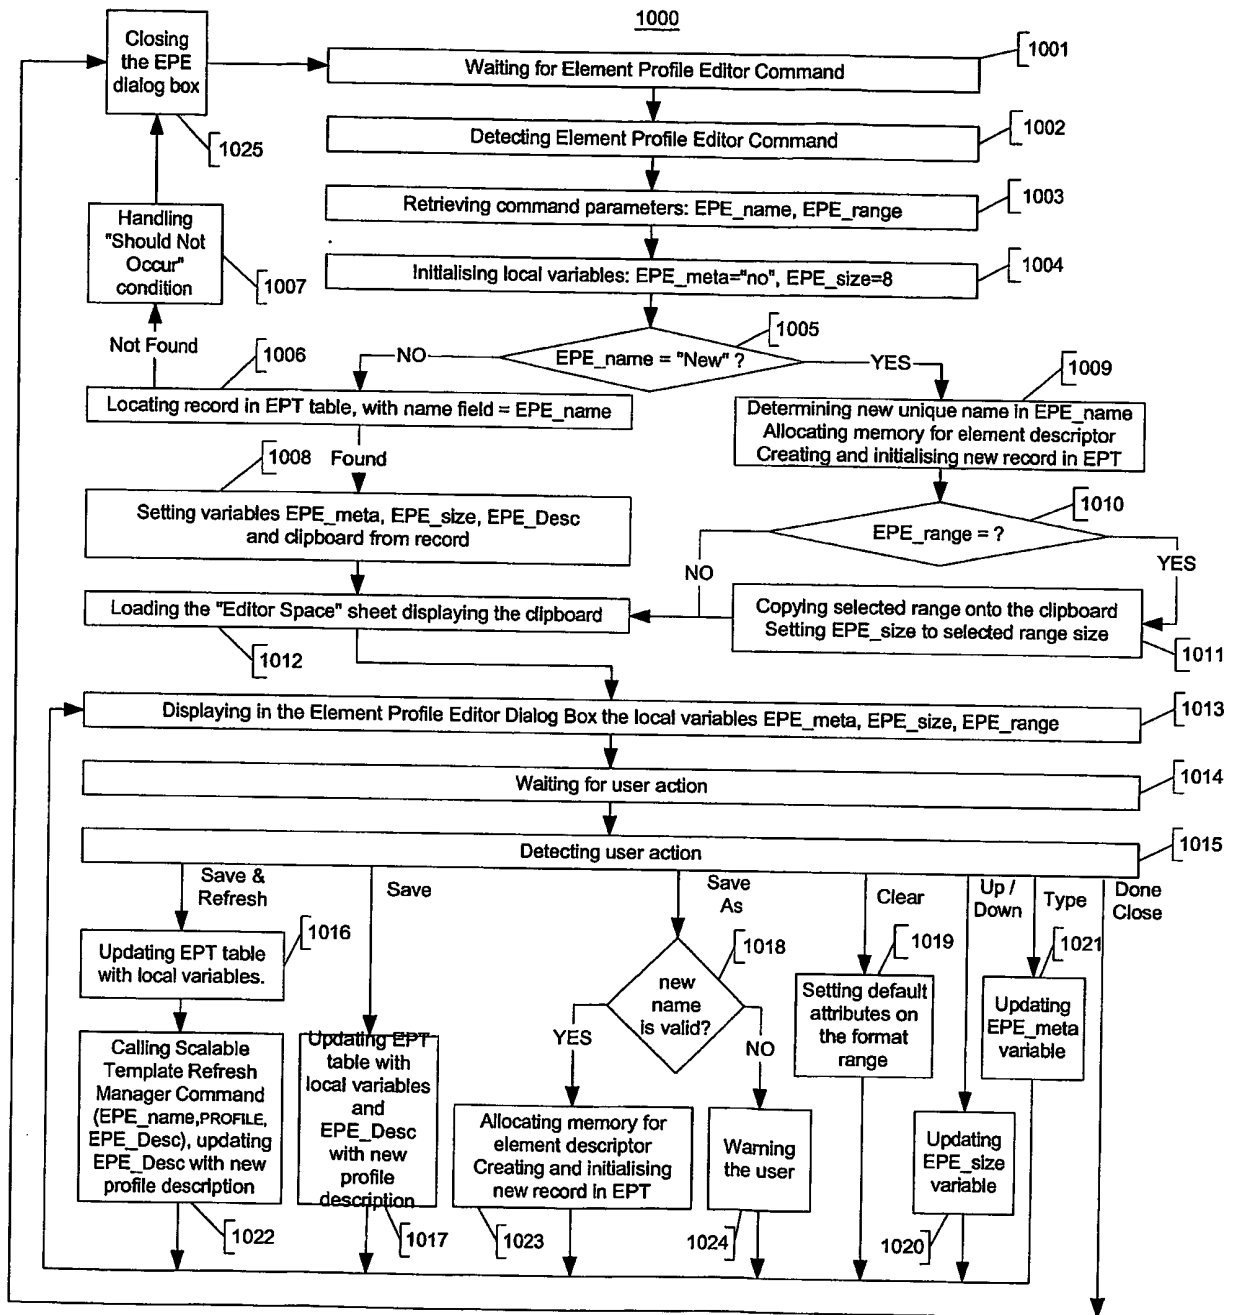 1000
Closing
the EPE
dialog box
1025
Waiting for Element Profile Editor Command
1001
Detecting Element Profile Editor Command
1002
Retrieving command parameters: EPE_name, EPE_range
1003
Initialising local variables: EPE_meta="no", EPE_size=8
1004
Handling
"Should Not
Occur"
condition
1007
Not Found
1006
NO
EPE_name = "New" ?
1005
YES
1009
Locating record in EPT table, with name field = EPE_name
Determining new unique name in EPE_name
Allocating memory for element descriptor
Creating and initialising new record in EPT
1008
Found
Setting variables EPE_meta, EPE_size, EPE_Desc
and clipboard from record
EPE_range = ?
1010
NO
YES
Loading the "Editor Space" sheet displaying the clipboard
1012
Copying selected range onto the clipboard
Setting EPE_size to selected range size
1011
Displaying in the Element Profile Editor Dialog Box the local variables EPE_meta, EPE_size, EPE_range
1013
Waiting for user action
1014
Detecting user action
1015
Save &
Refresh
Save
Save
As
Clear
Up /
Down
Type
Done
Close
1016
Updating EPT table
with local variables.
1018
new
name
is valid?
YES
NO
1019
Setting default
attributes on
the format
range
1021
Updating
EPE_meta
variable
Calling Scalable
Template Refresh
Manager Command
(EPE_name,PROFILE,
EPE_Desc), updating
EPE_Desc with new
profile description
1022
Updating EPT
table with
local variables
and
EPE_Desc
with new
profile
description
1017
Allocating memory for
element descriptor
Creating and initialising
new record in EPT
1023
Warning
the user
1024
Updating
EPE_size
variable
1020